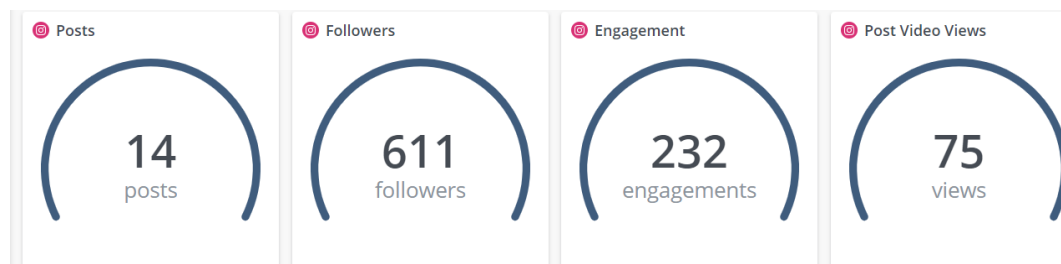 Posts
14
posts
Followers
611
followers
Engagement
232
engagements
Post Video Views
75
views